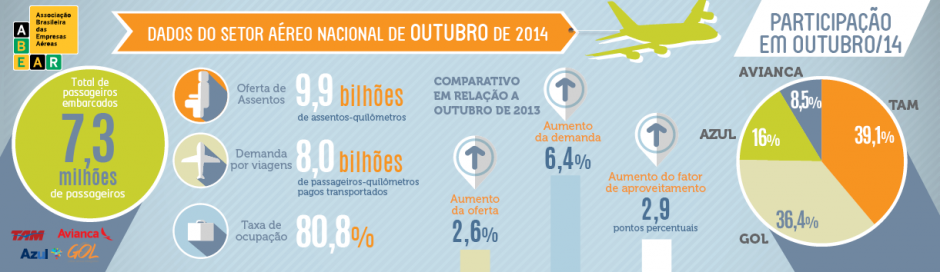 Associação
Brasileira
das
Empresas
Aéreas
A
B
E A R
DADOS DO SETOR AÉREO NACIONAL DE OUTUBRO DE 2014
Total de
passageiros
embarcados
7,3
milhões
de passageiros
TAM Avianca
Azul GOL
Oferta de
Assentos
9,9 bilhões
de assentos-quilômetros
Demanda
por viagens
8,0 bilhões
de passageiros-quilômetros
pagos transportados
Taxa de
ocupação
80,8%
COMPARATIVO
EM RELAÇÃO A
OUTUBRO DE 2013
Aumento
da oferta
2,6%
Aumento
da demanda
6,4%
Aumento do fator
de aproveitamento
2,9
pontos percentuais
PARTICIPAÇÃO
EM OUTUBRO/14
AVIANCA
8,5%
TAM
39,1%
AZUL
16%
GOL
36,4%